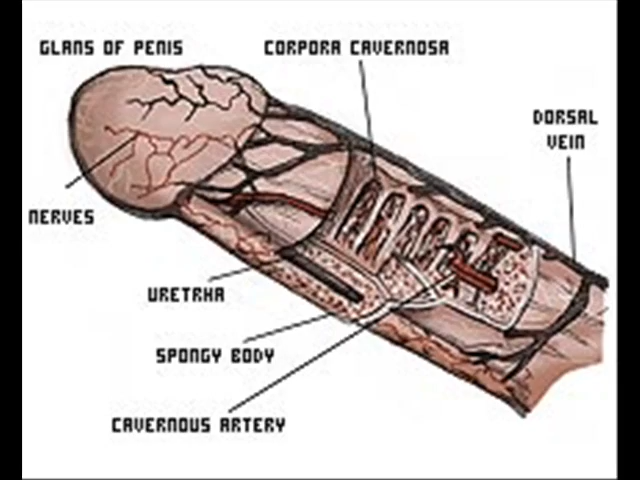 GLANS OF PENIS
CORPORA CAVERNOSA
DORSAL
VEIN
NERVES
URETRHA
SPONGY BODY
CAVERNOUS ARTERY